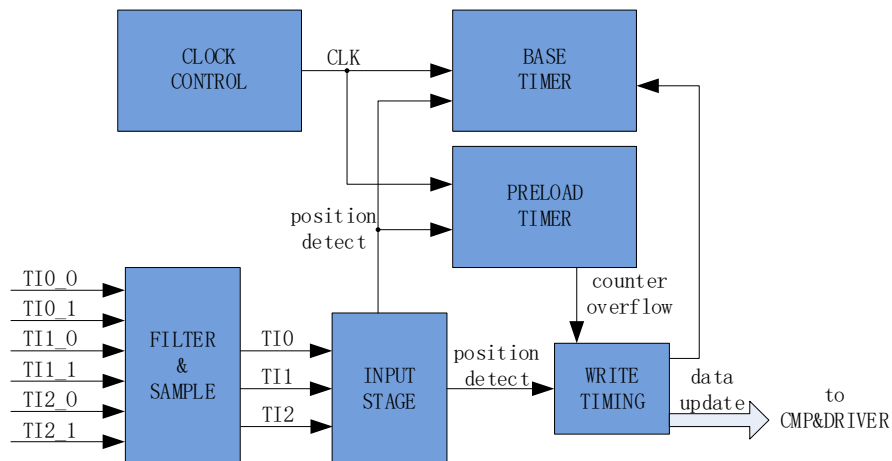 CLOCK
CONTROL
CLK
BASE
TIMER
PRELOAD
TIMER
position
detect
counter
overflow
TI0_0
TI0_1
TI1_0
TI1_1
TI2_0
TI2_1
FILTER
&
SAMPLE
TI0
TI1
TI2
INPUT
STAGE
position
detect
WRITE
TIMING
data
update
to
CMP&DRIVER